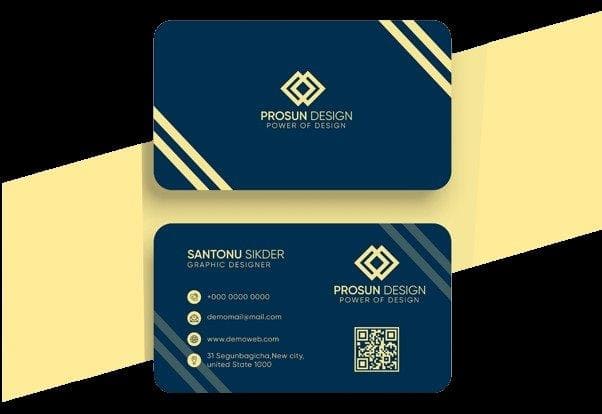 PROSUN DESIGN
POWER OF DESIGN
SANTONU SIKDER
GRAPHIC DESIGNER
+000 0000 0000
demomail@mail.com
www.demoweb.com
31 Segunbagicha,New city,
united State 1000
PROSUN DESIGN
POWER OF DESIGN